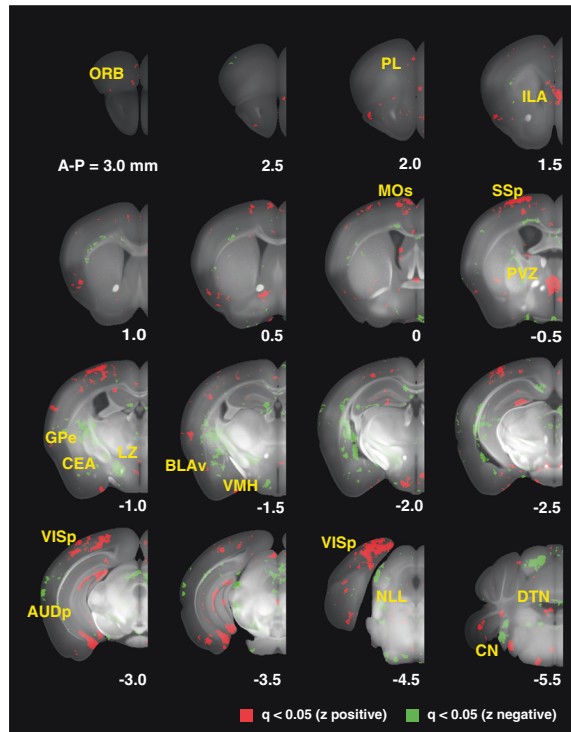 ORB
PL
ILA
A-P = 3.0 mm
2.5
2.0
1.5
MOs
SSp
PVZ
1.0
0.5
0
-0.5
GPe
CEA
LZ
BLAv
VMH
-1.0
-1.5
-2.0
-2.5
VISp
VISp
AUDp
NLL
DTN
CN
-3.0
-3.5
-4.5
-5.5
q < 0.05 (z positive)
q < 0.05 (z negative)